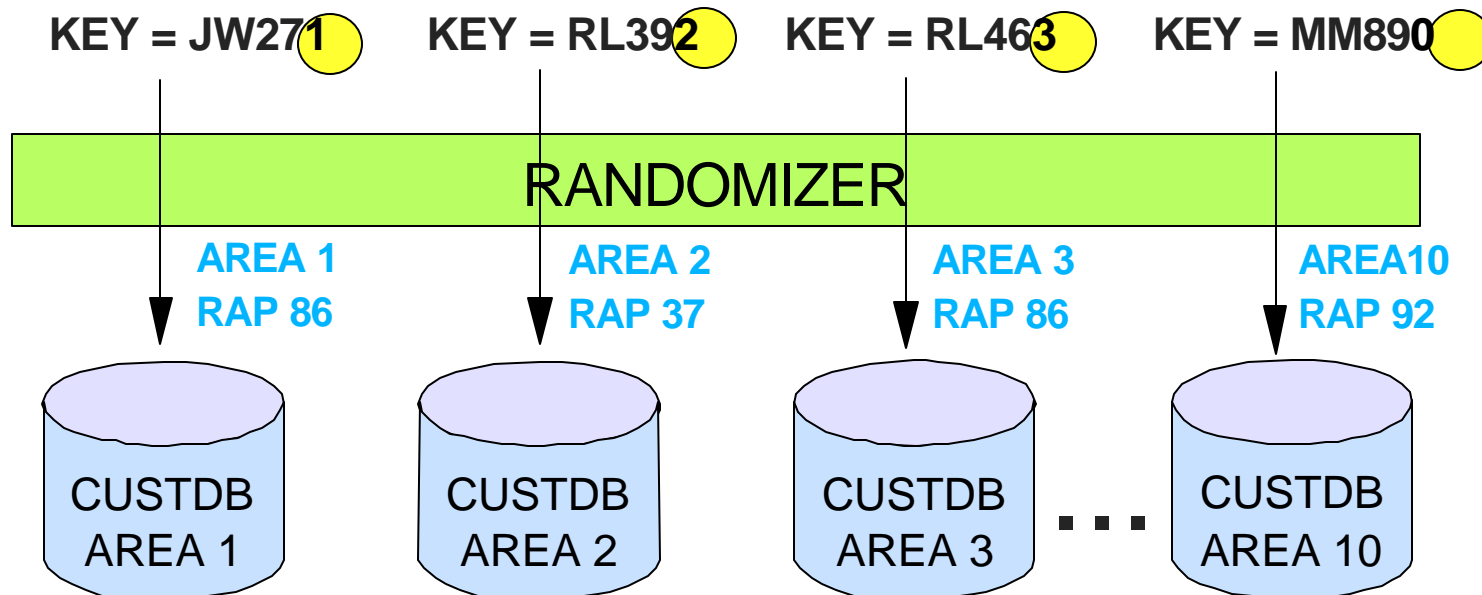 KEY = JW271 KEY = RL392 KEY = RL463 KEY = MM890
RANDOMIZER
AREA 1
RAP 86
AREA 2
RAP 37
AREA 3
RAP 86
AREA10
RAP 92
CUSTDB
AREA 1
CUSTDB
AREA 2
CUSTDB
AREA 3
...
CUSTDB
AREA 10